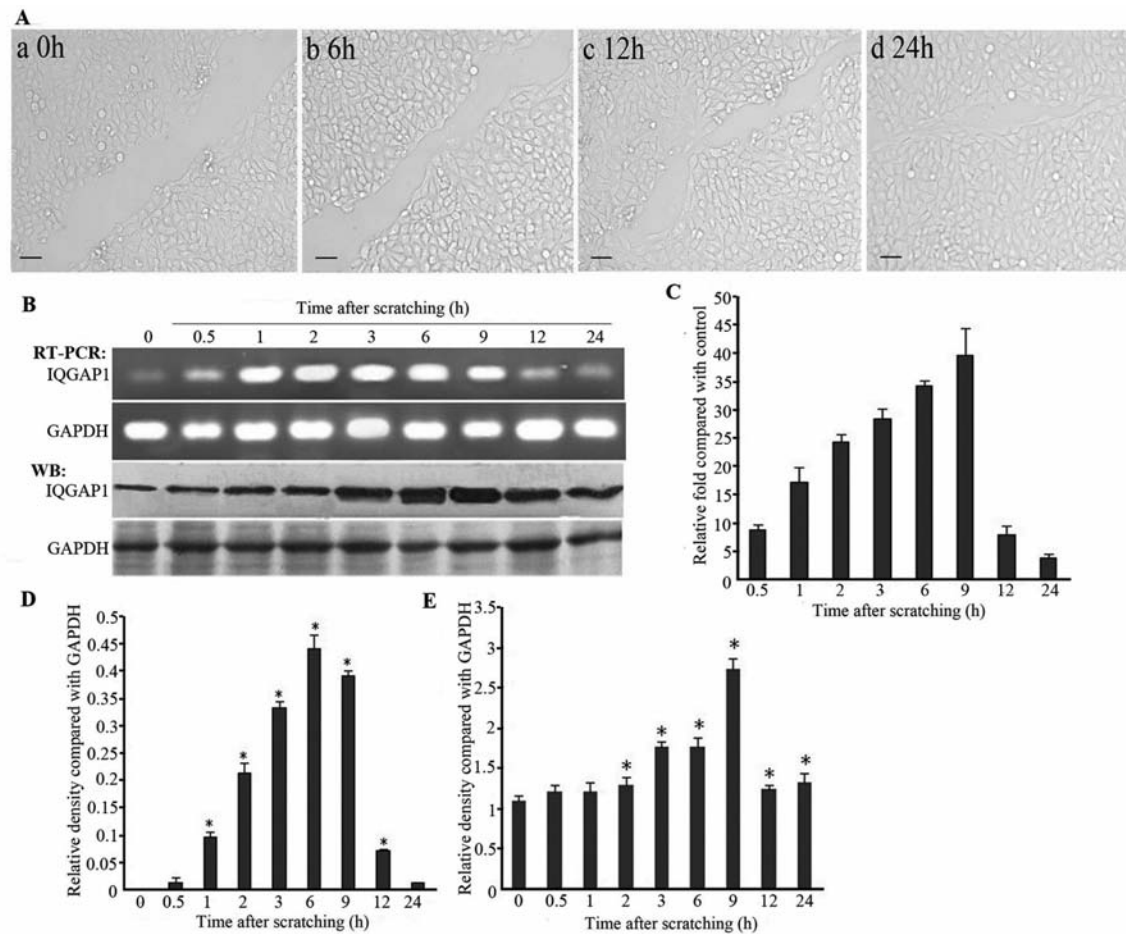 A
a 0h
b 6h
c 12h
d 24h
B
Time after scratching (h)
0 0.5 1 2 3 6 9 12 24
RT-PCR:
IQGAP1
GAPDH
WB:
IQGAP1
GAPDH
C
Relative fold compared with control
50
45
40
35
30
25
20
15
10
5
0
0.5 1 2 3 6 9 12 24
Time after scratching (h)
D
Relative density compared with GAPDH
0.5
0.45
0.4
0.35
0.3
0.25
0.2
0.15
0.1
0.05
0
* * * * * *
0 0.5 1 2 3 6 9 12 24
Time after scratching (h)
E
Relative density compared with GAPDH
3.5
3
2.5
2
1.5
1
0.5
0
* * * * * *
0 0.5 1 2 3 6 9 12 24
Time after scratching (h)